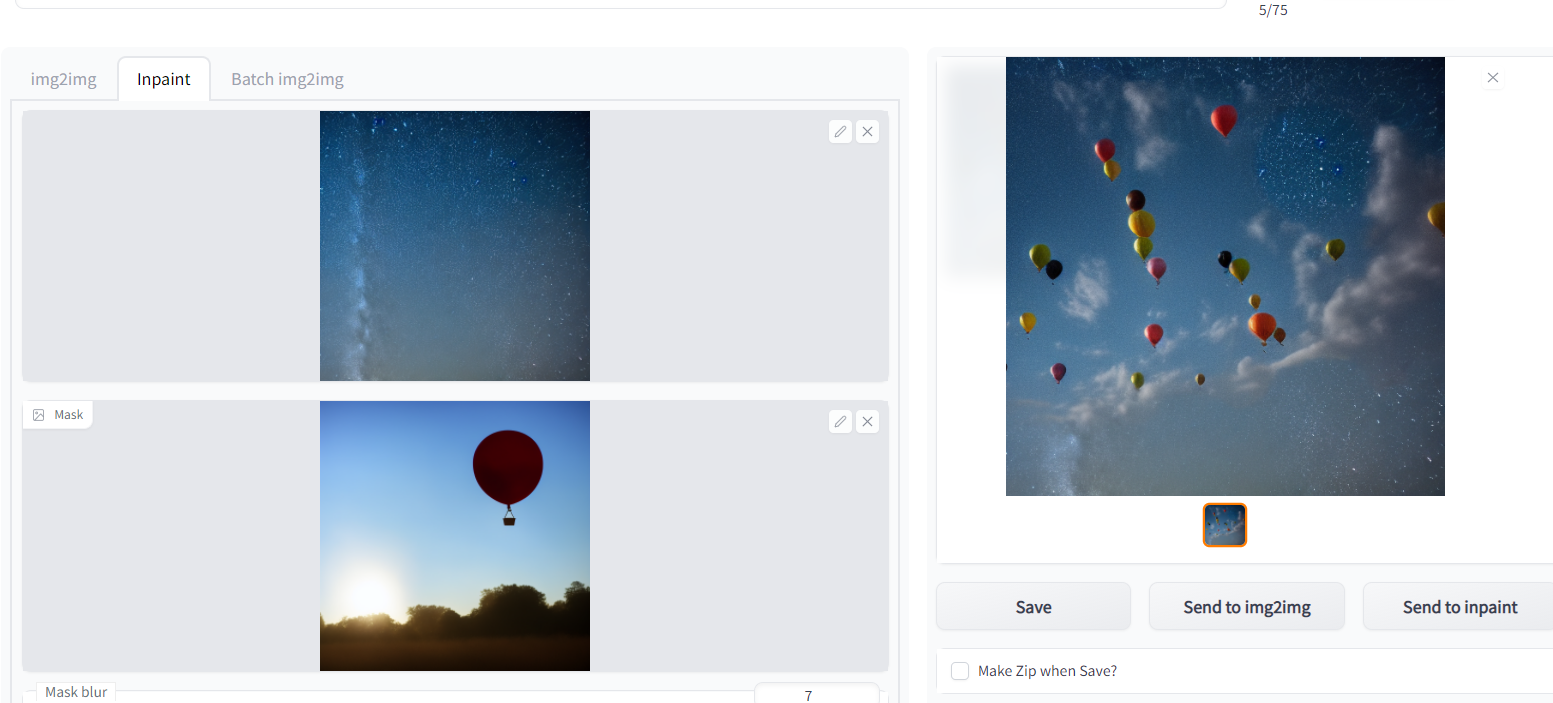 5/75
img2img
Inpaint
Batch img2img
Mask
Mask blur
7
Save
Send to img2img
Send to inpaint
Make Zip when Save?